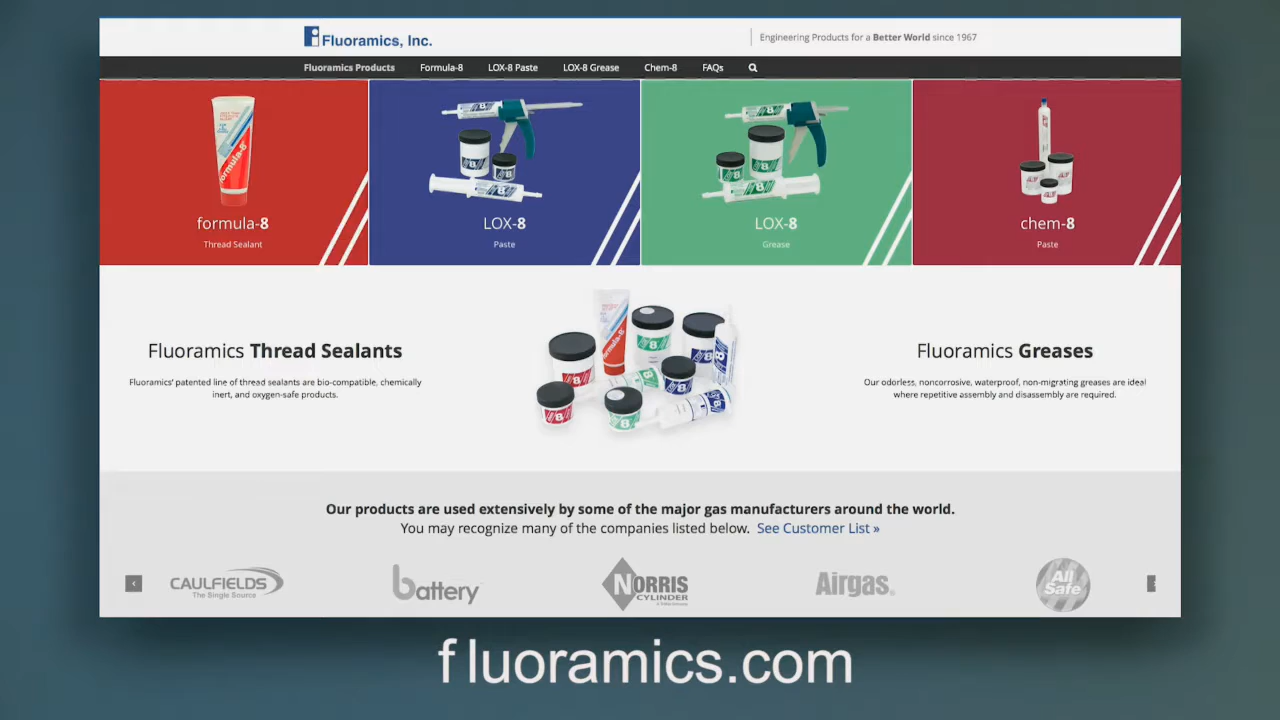 Fluoramics, Inc.
Engineering Products for a Better World since 1967
Fluoramics Products Formula-8 LOX-8 Paste LOX-8 Grease Chem-8 FAQs
formula-8
Thread Sealant
LOX-8
Paste
LOX-8
Grease
chem-8
Paste
Fluoramics Thread Sealants
Fluoramics' patented line of thread sealants are bio-compatible, chemically
inert, and oxygen-safe products.
Fluoramics Greases
Our odorless, noncorrosive, waterproof, non-migrating greases are ideal
where repetitive assembly and disassembly are required.
Our products are used extensively by some of the major gas manufacturers around the world.
You may recognize many of the companies listed below. See Customer List »
CAULFIELDS
The Single Source
battery
NORRIS
CYLINDER
Airgas.
All
Safe
fluoramics.com